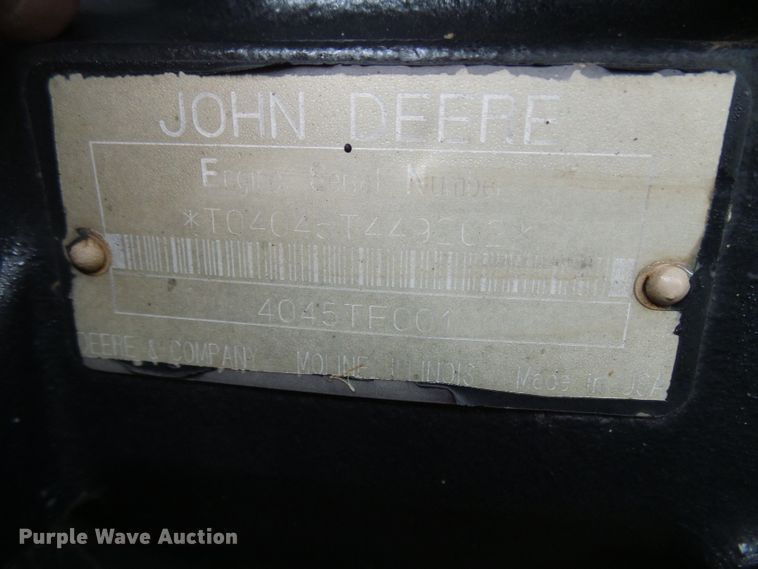 JOHN DEERE
Engine Serial Number
*T04045T449202*
4045TF001
DEERE & COMPANY MOLINE ILLINOIS Made in USA
Purple Wave Auction